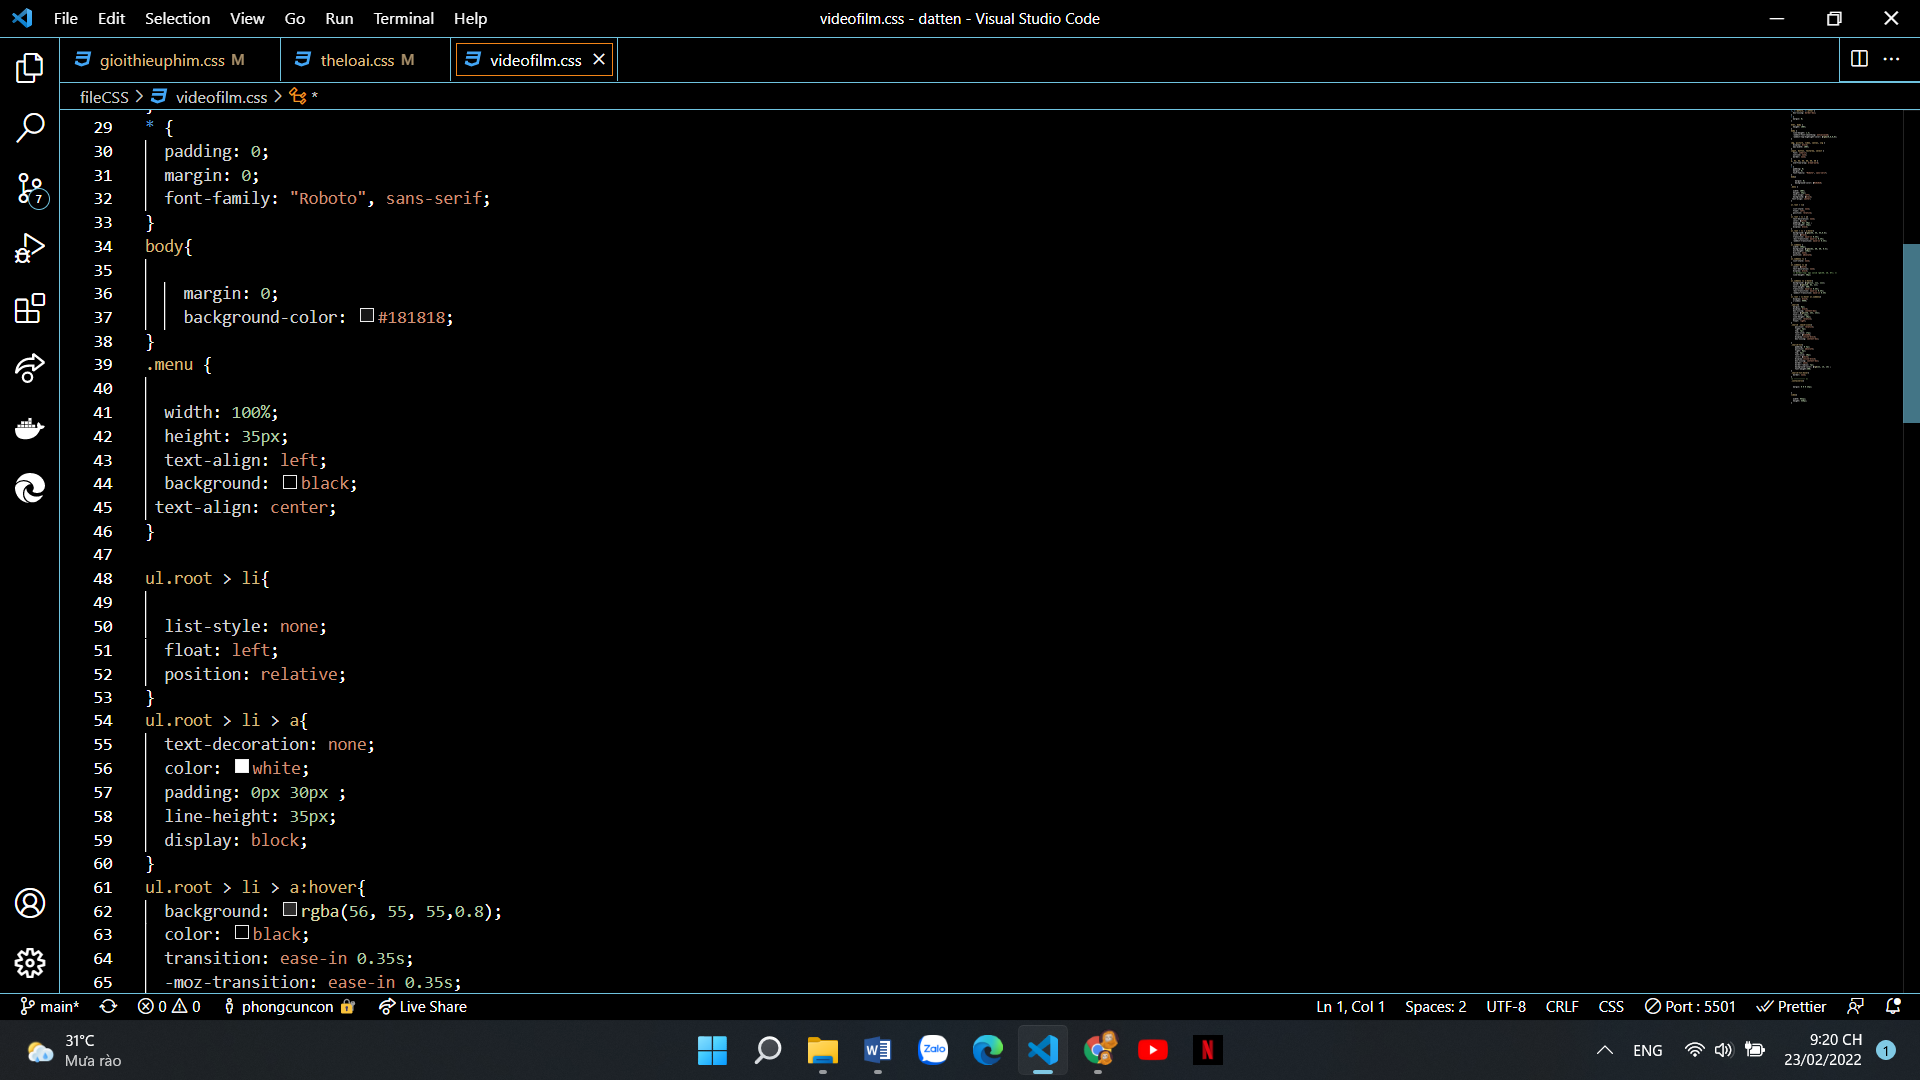 File Edit Selection View Go Run Terminal Help
videofilm.css - datten - Visual Studio Code
gioithieuphim.css M
theloai.css M
videofilm.css
fileCSS > videofilm.css > *
29 * {
30 padding: 0;
31 margin: 0;
32 font-family: "Roboto", sans-serif;
33 }
34 body{
35
36 margin: 0;
37 background-color: #181818;
38 }
39 .menu {
40
41 width: 100%;
42 height: 35px;
43 text-align: left;
44 background: black;
45 text-align: center;
46 }
47
48 ul.root > li{
49
50 list-style: none;
51 float: left;
52 position: relative;
53 }
54 ul.root > li > a{
55 text-decoration: none;
56 color: white;
57 padding: 0px 30px ;
58 line-height: 35px;
59 display: block;
60 }
61 ul.root > li > a:hover{
62 background: rgba(56, 55, 55,0.8);
63 color: black;
64 transition: ease-in 0.35s;
65 -moz-transition: ease-in 0.35s;
7
main* 0 0 phongcuncon Live Share
Ln 1, Col 1 Spaces: 2 UTF-8 CRLF CSS Port : 5501 Prettier
31°C
Mưa rào
Zalo
ENG
9:20 CH
23/02/2022
1